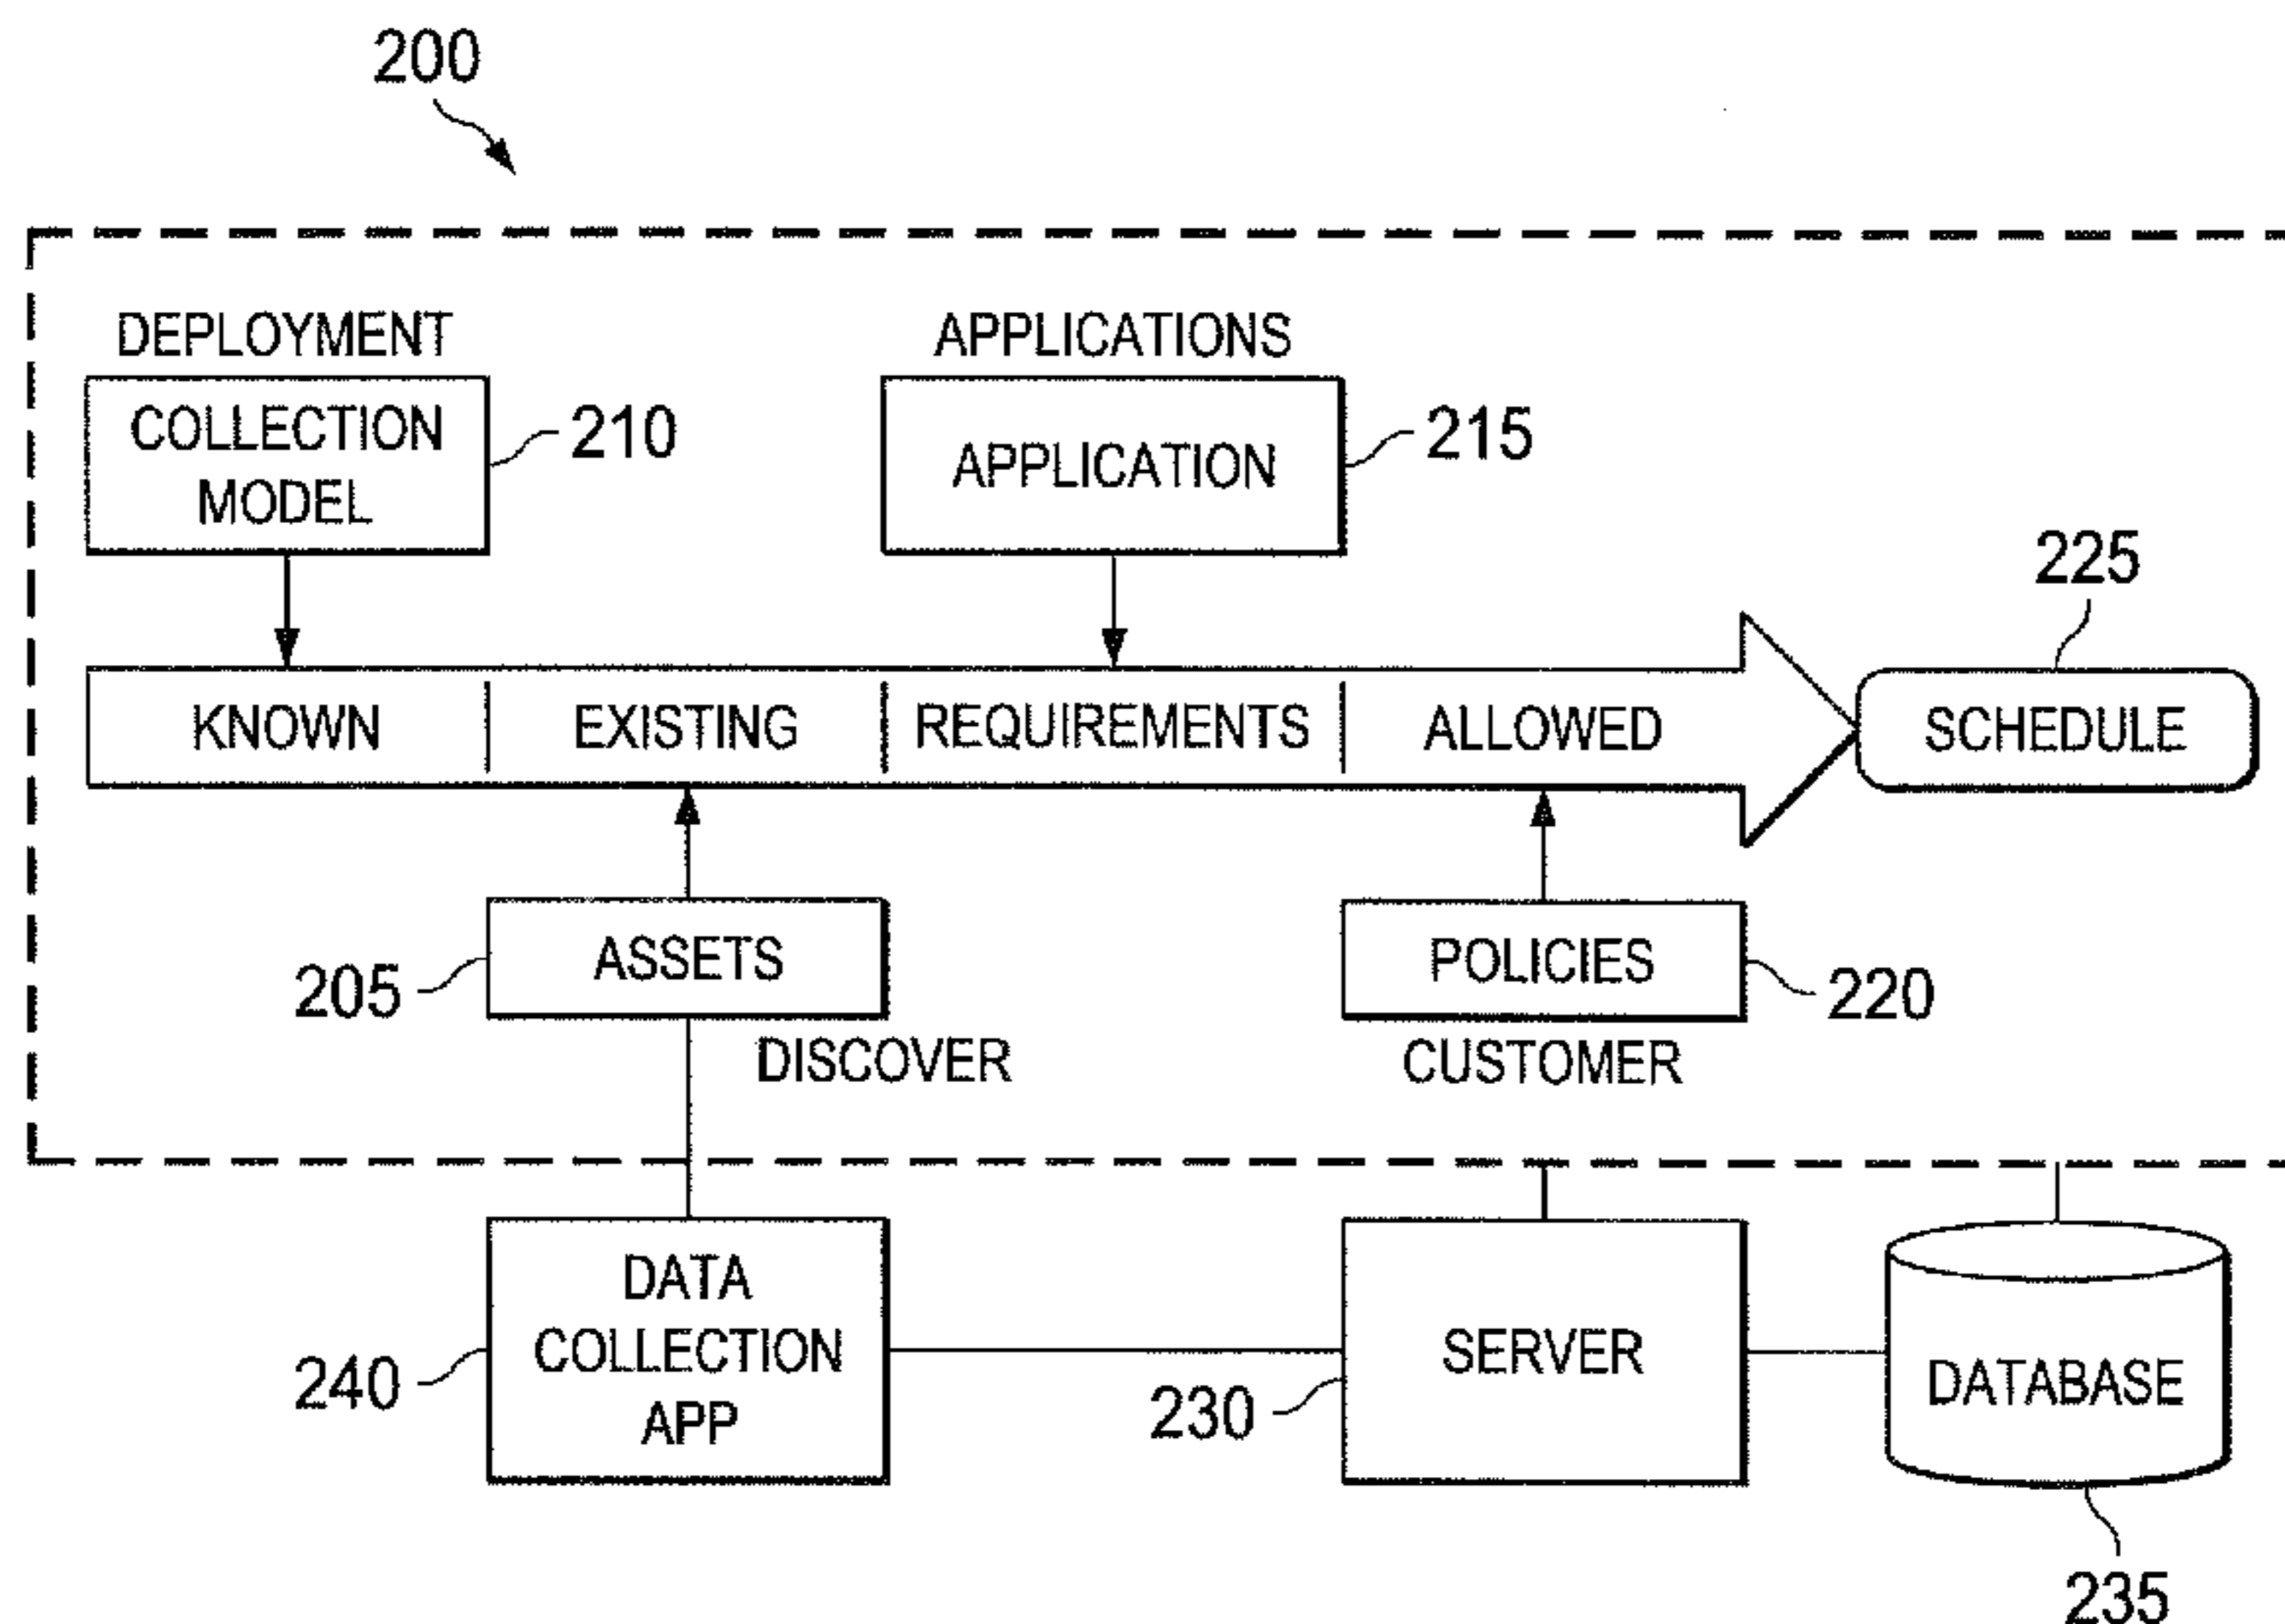 200
DEPLOYMENT
APPLICATIONS
COLLECTION
MODEL
210
APPLICATION
215
225
KNOWN
EXISTING
REQUIREMENTS
ALLOWED
SCHEDULE
205
ASSETS
POLICIES
220
DISCOVER
CUSTOMER
240
DATA
COLLECTION
APP
230
SERVER
DATABASE
235